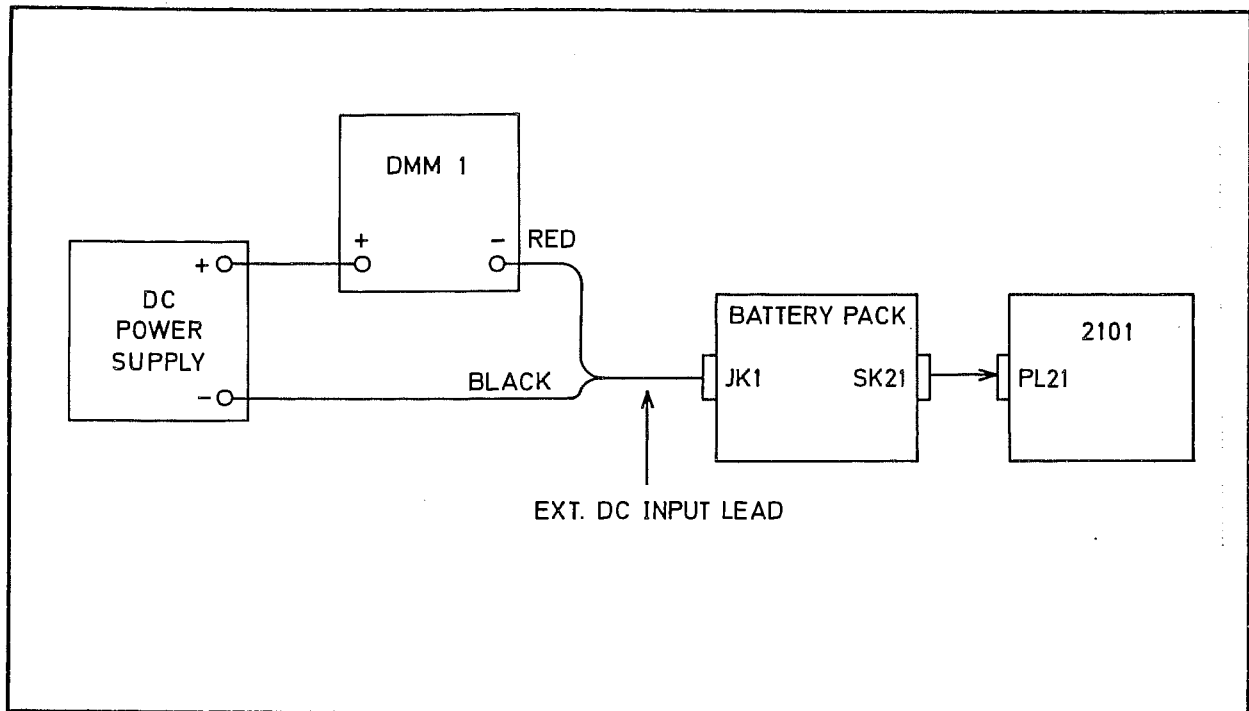 DMM 1
+
-
RED
+
DC
POWER
SUPPLY
-
BLACK
BATTERY PACK
JK1
SK21
2101
PL21
EXT. DC INPUT LEAD